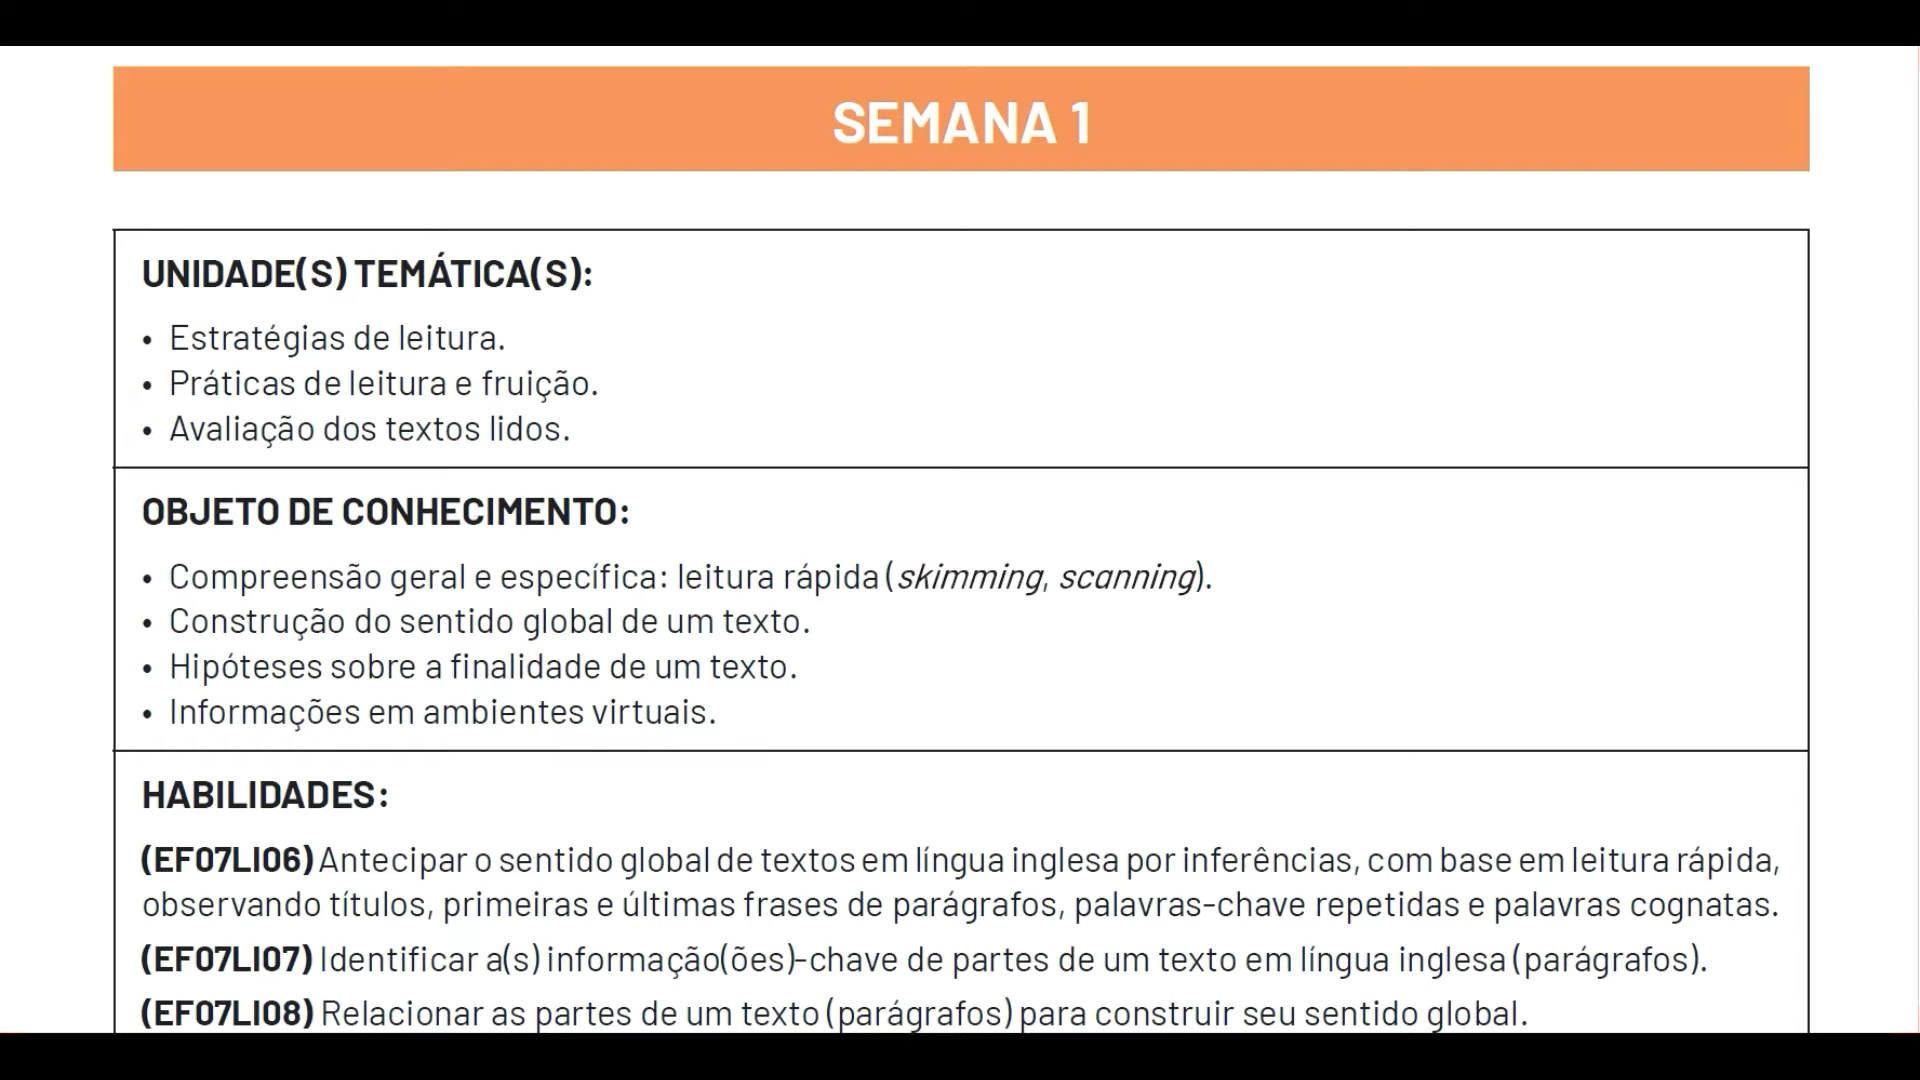 SEMANA 1
UNIDADE(S) TEMÁTICA(S):
• Estratégias de leitura.
• Práticas de leitura e fruição.
• Avaliação dos textos lidos.
OBJETO DE CONHECIMENTO:
• Compreensão geral e específica: leitura rápida (skimming, scanning).
• Construção do sentido global de um texto.
• Hipóteses sobre a finalidade de um texto.
• Informações em ambientes virtuais.
HABILIDADES:
(EF07LI06) Antecipar o sentido global de textos em língua inglesa por inferências, com base em leitura rápida,
observando títulos, primeiras e últimas frases de parágrafos, palavras-chave repetidas e palavras cognatas.
(EF07LI07) Identificar a(s) informação(ões)-chave de partes de um texto em língua inglesa (parágrafos).
(EF07LI08) Relacionar as partes de um texto (parágrafos) para construir seu sentido global.